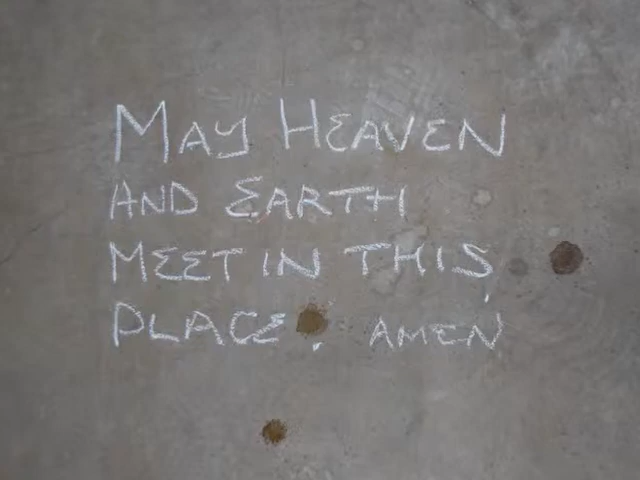 MAY HEAVEN
AND EARTH
MEET IN THIS
PLACE. AMEN